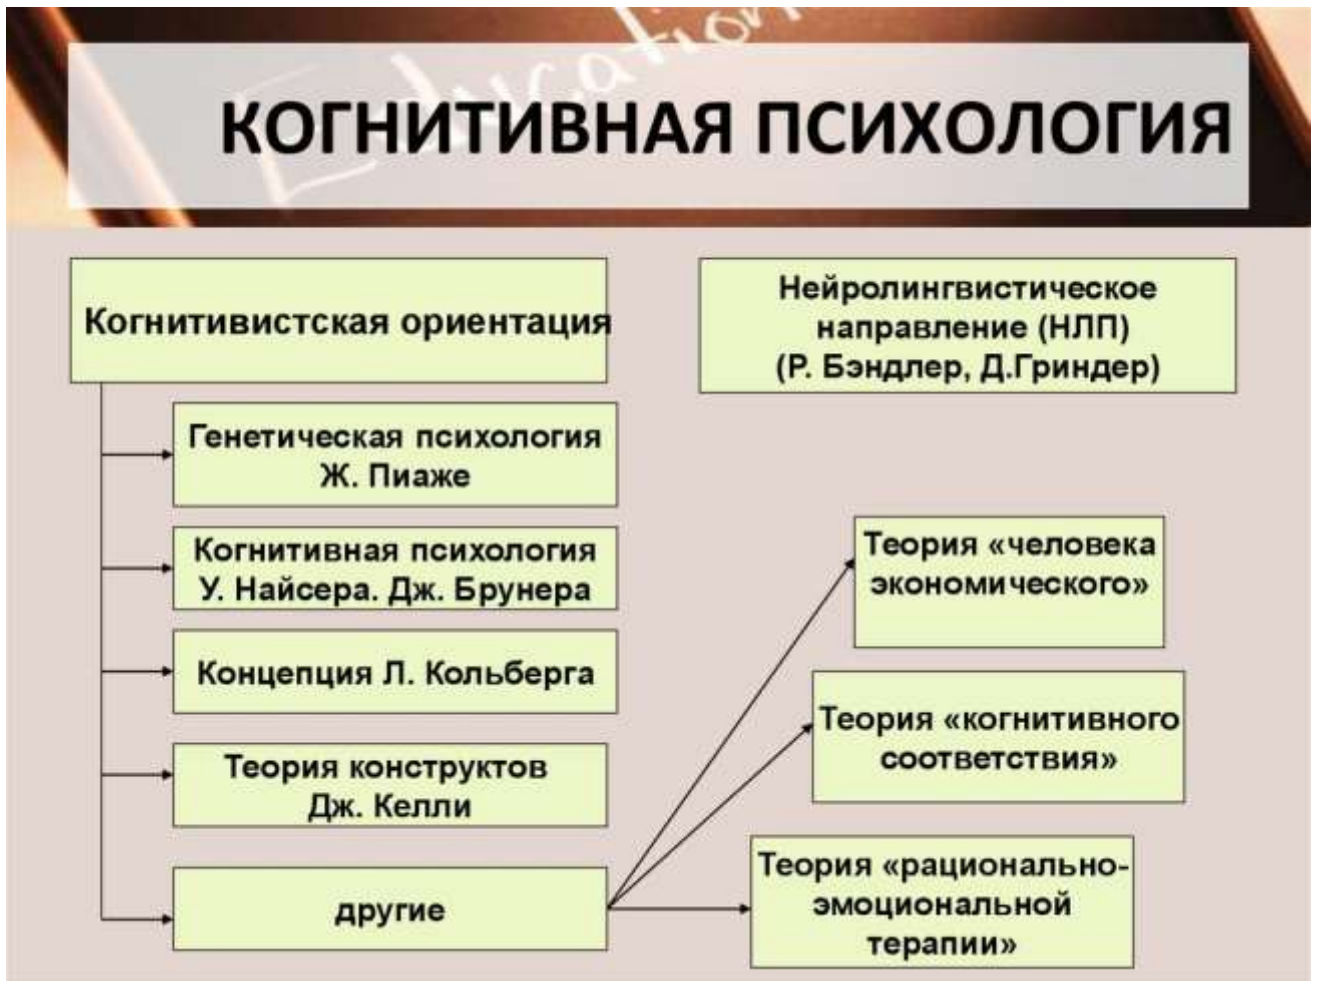 Education
КОГНИТИВНАЯ ПСИХОЛОГИЯ
Когнитивистская ориентация
Нейролингвистическое
направление (НЛП)
(Р. Бэндлер, Д.Гриндер)
Генетическая психология
Ж. Пиаже
Когнитивная психология
У. Найсера. Дж. Брунера
Концепция Л. Кольберга
Теория конструктов
Дж. Келли
другие
Теория «человека
экономического»
Теория «когнитивного
соответствия»
Теория «рационально-
эмоциональной
терапии»